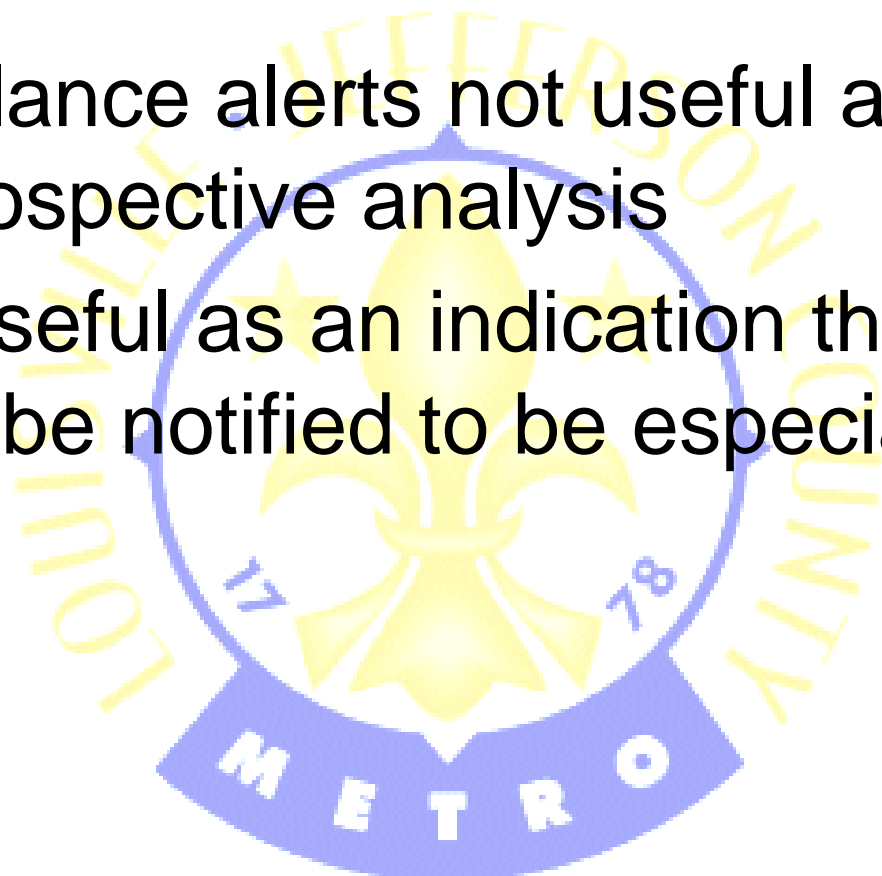 lance alerts not useful a
ospective analysis
seful as an indication th
be notified to be especia
LOUISVILLE JEFFERSON COUNTY
17 78
METRO